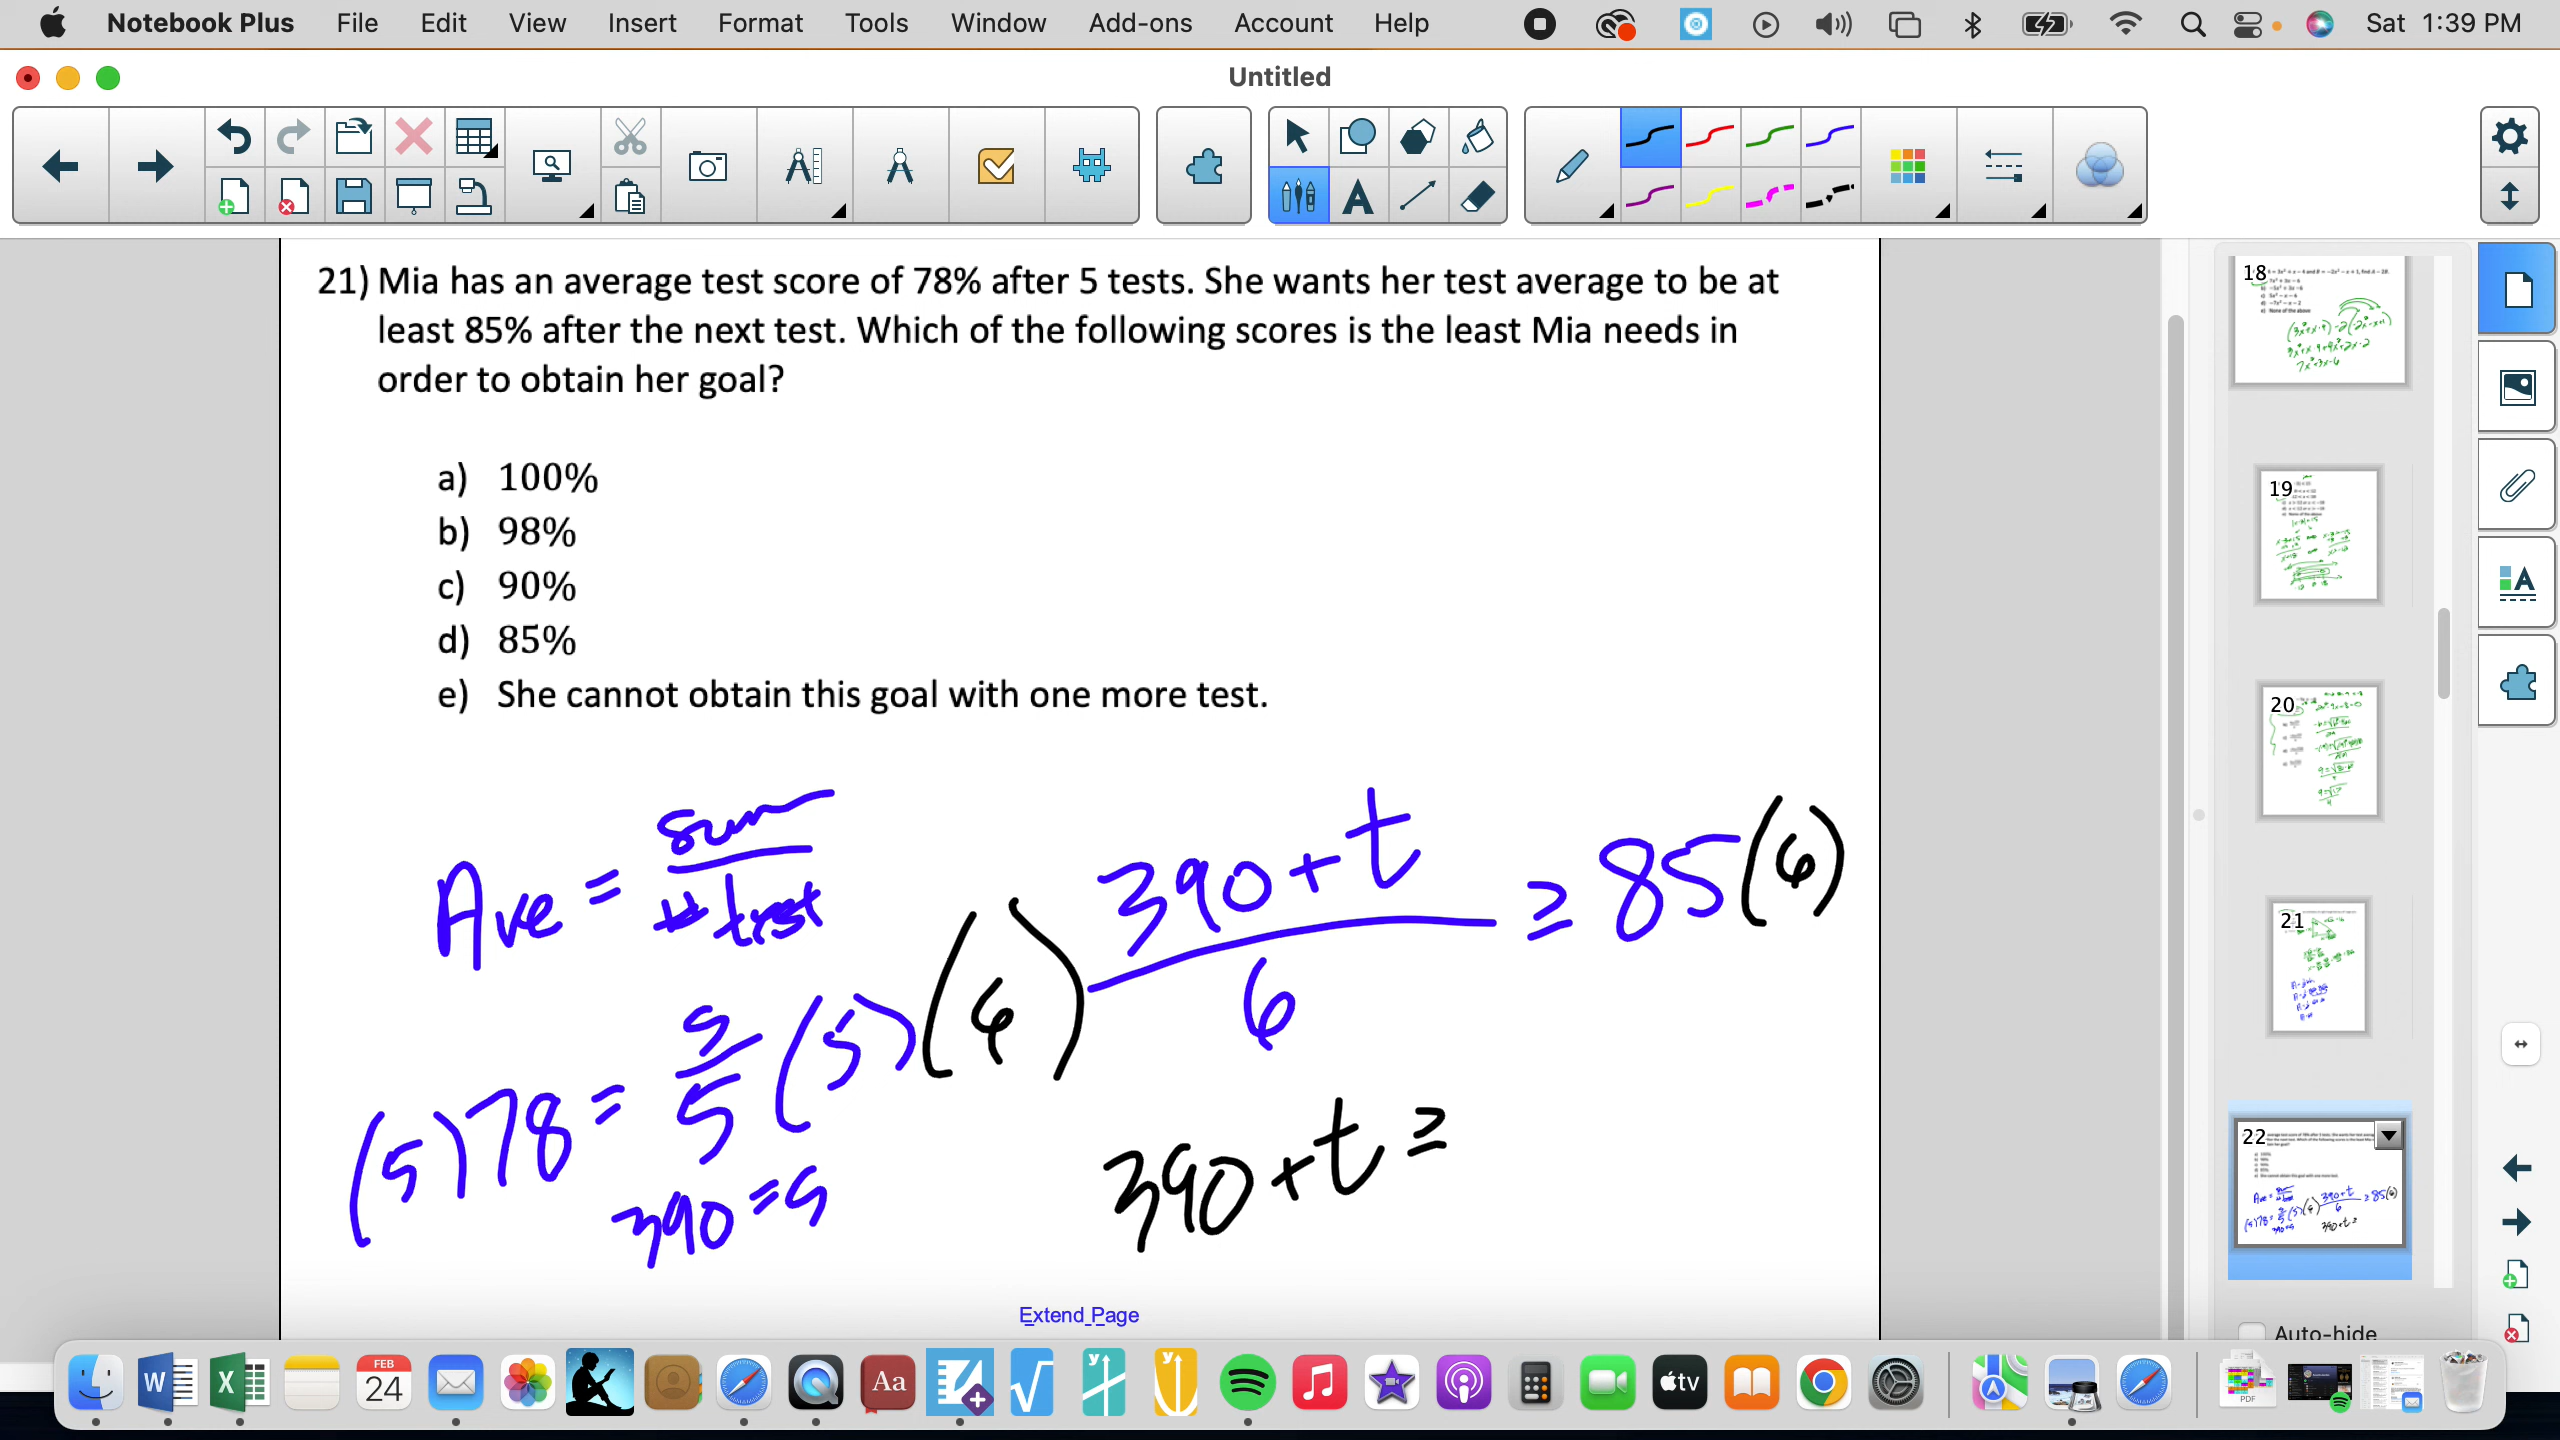 Notebook Plus File Edit View Insert Format Tools Window Add-ons Account Help Sat 1:39 PM
Untitled
21) Mia has an average test score of 78% after 5 tests. She wants her test average to be at
least 85% after the next test. Which of the following scores is the least Mia needs in
order to obtain her goal?
a) 100%
b) 98%
c) 90%
d) 85%
e) She cannot obtain this goal with one more test.
Ave = sum / # test
(5)78 = s/5 (5)
390 = s
(6) 390+t / 6 ≥ 85(6)
390+t ≥
Extend Page
18
19
20
21
22
Auto-hide
FEB
24
Aa
tv
PDF